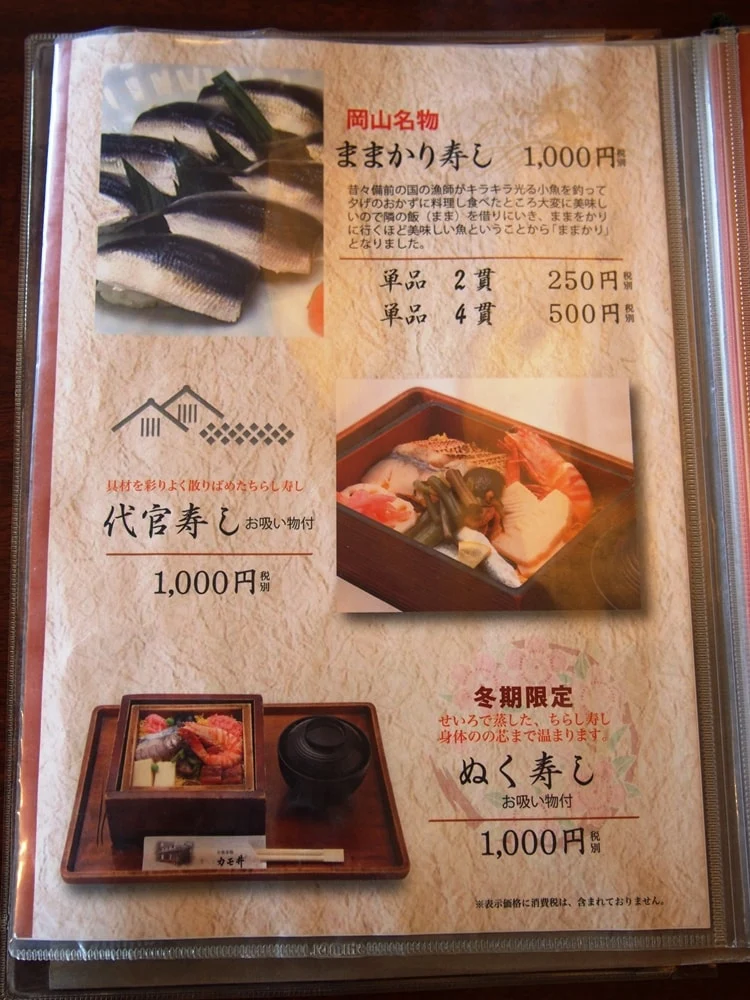 岡山名物
ままかり寿し 1,000円税別
昔々備前の国の漁師がキラキラ光る小魚を釣って
夕げのおかずに料理し食べたところ大変に美味し
いので隣の飯（まま）を借りにいき、ままをかり
に行くほど美味しい魚ということから「ままかり」
となりました。
単品 2貫 250円税別
単品 4貫 500円税別
具材を彩りよく散りばめたちらし寿し
代官寿し お吸い物付
1,000円税別
冬期限定
せいろで蒸した、ちらし寿し
身体のの芯まで温まります。
ぬく寿し
お吸い物付
1,000円税別
カモ井
※表示価格に消費税は、含まれておりません。